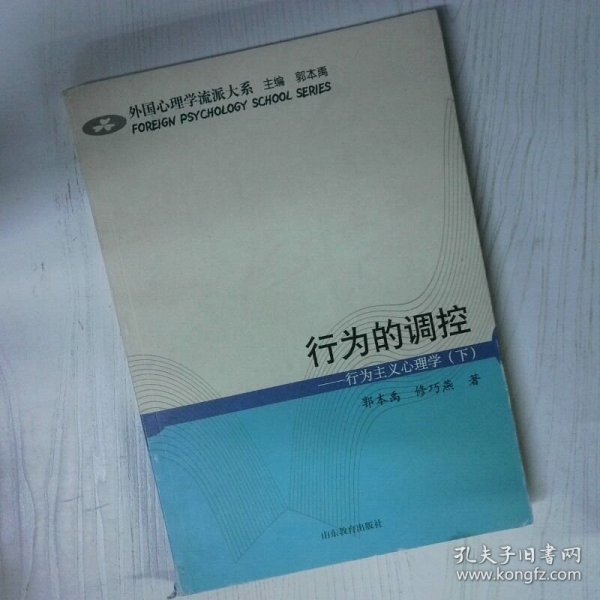 外国心理学流派大系 主编 郭本禹
FOREIGN PSYCHOLOGY SCHOOL SERIES
行为的调控
——行为主义心理学(下)
郭本禹 修巧燕 著
山东教育出版社
孔夫子旧书网
www.kongfz.com